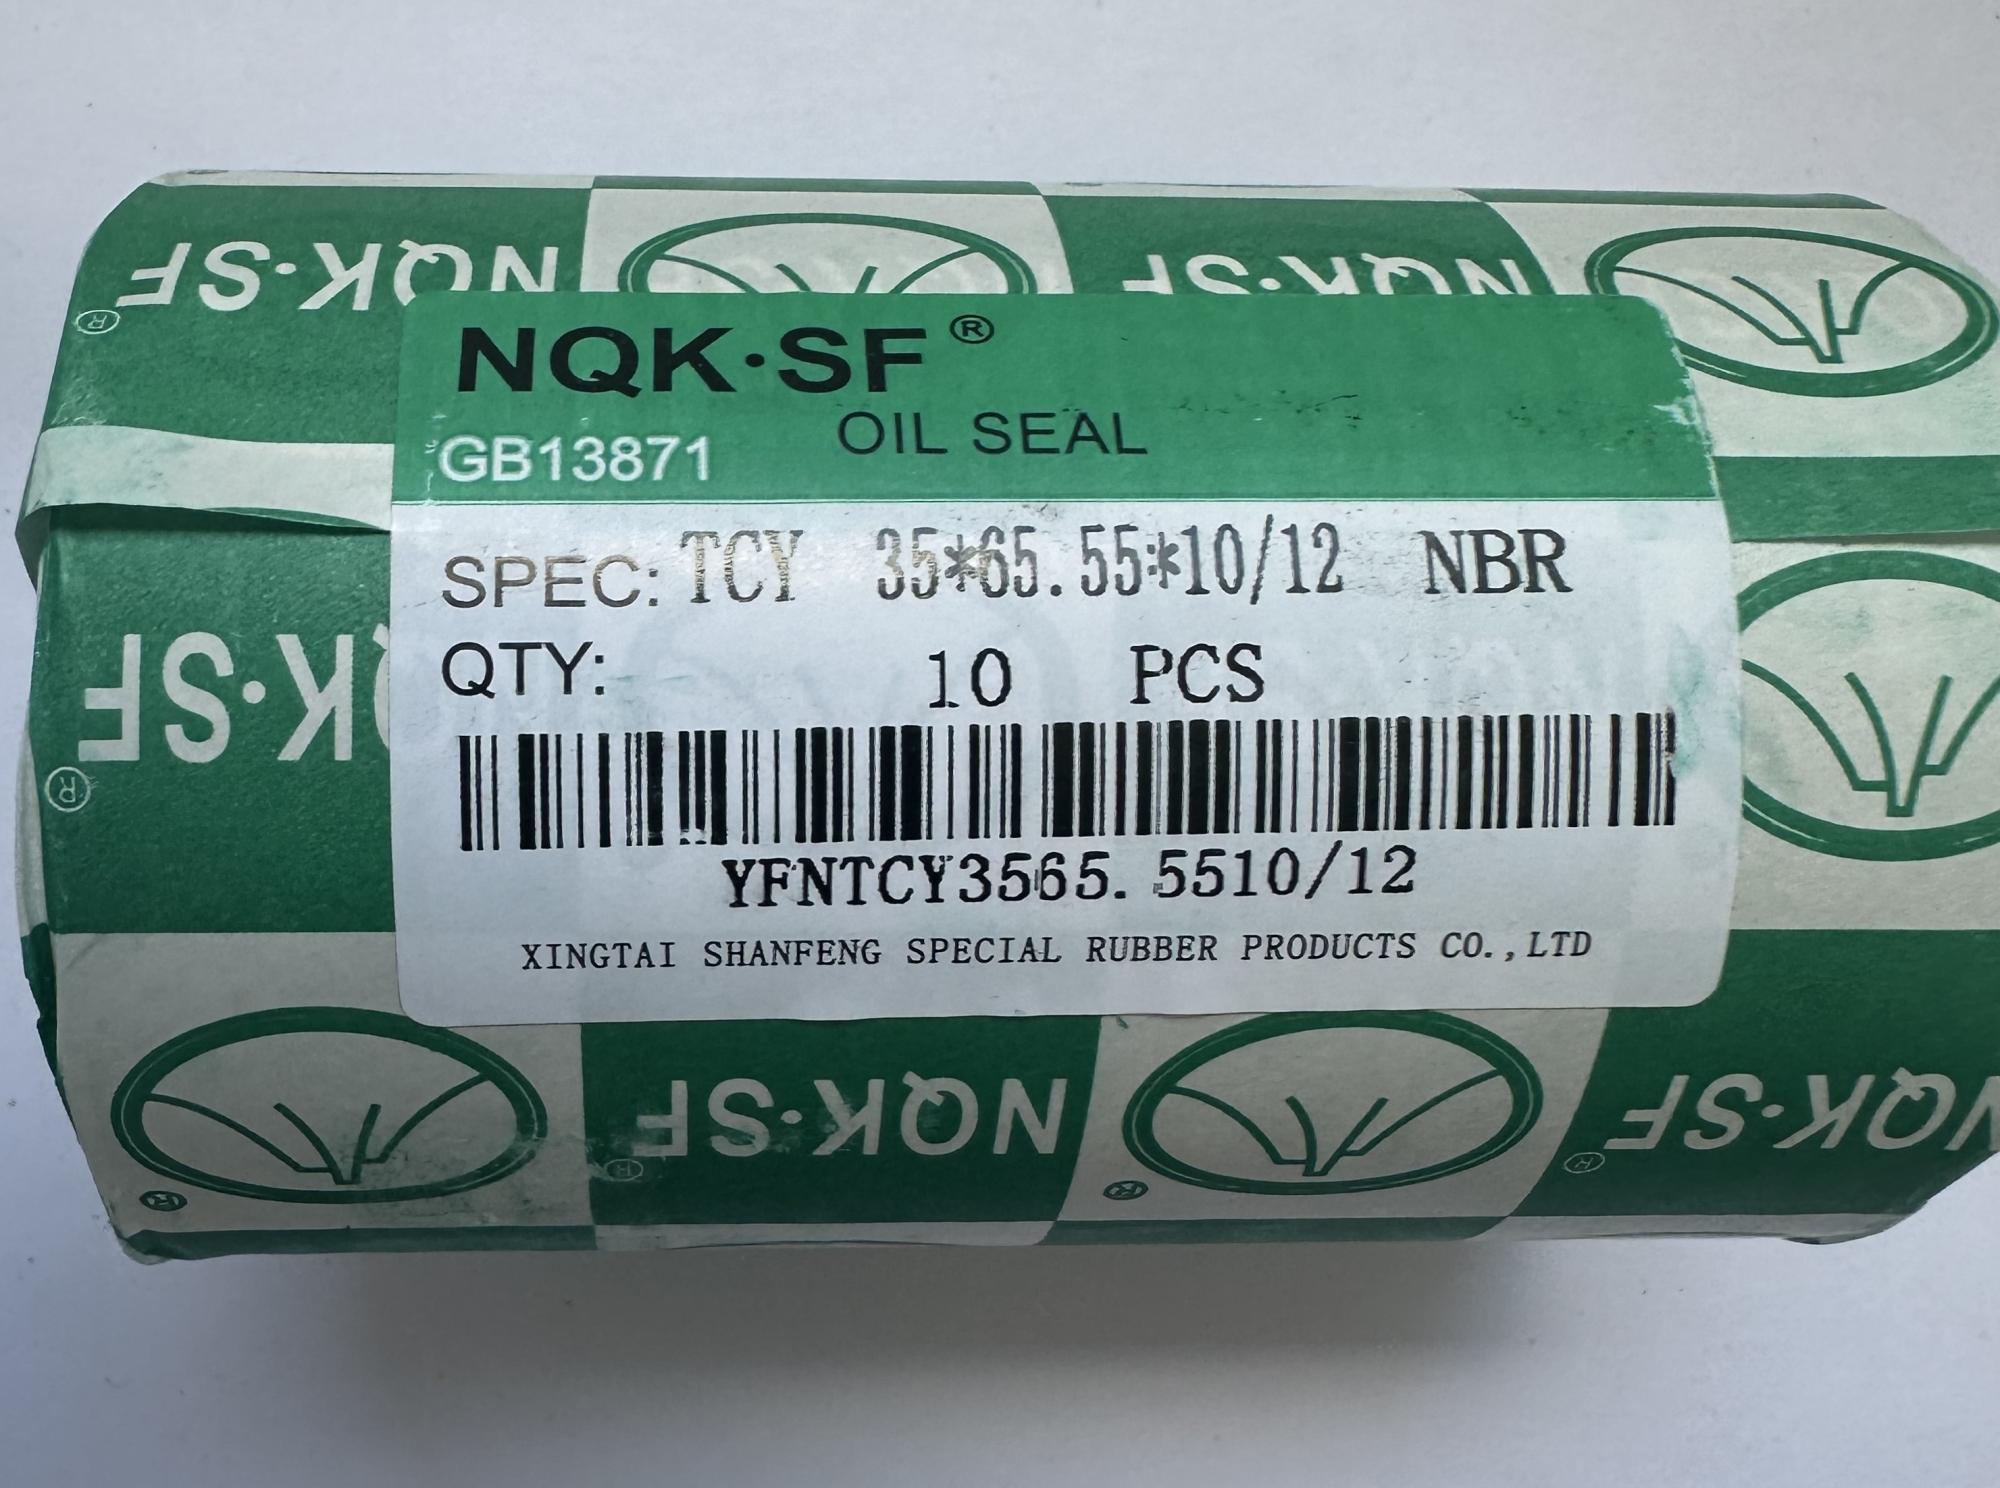 NQK·SF®
NQK·SF
NQK·SF®
OIL SEAL
GB13871
SPEC: TCY 35*65.55*10/12 NBR
QTY: 10 PCS
QK·SF®
YFNTCY3565.5510/12
XINGTAI SHANFENG SPECIAL RUBBER PRODUCTS CO.,LTD
®
NQK·SF®
®
NQK·SF®